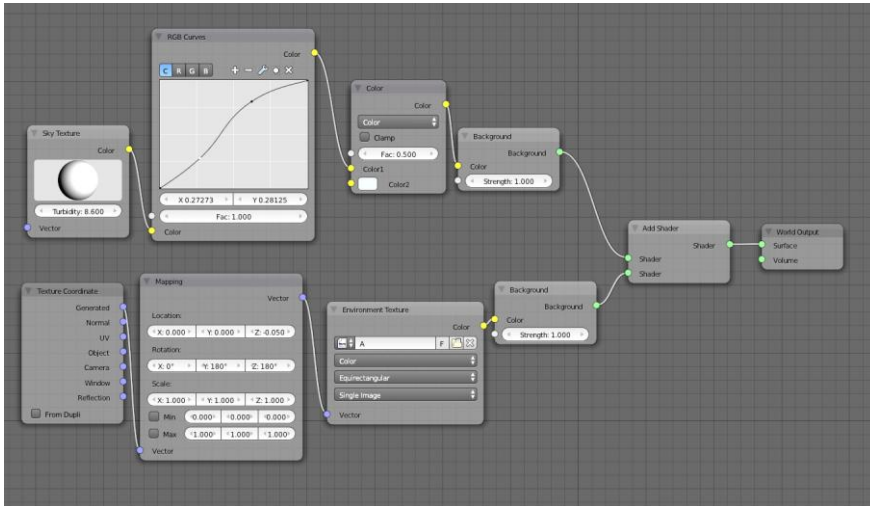 RGB Curves
Color
C R G B
X 0.27273 Y 0.28125
Fac: 1.000
Color
Sky Texture
Color
Turbidity: 8.600
Vector
Color
Color
Color
Clamp
Fac: 0.500
Color1
Color2
Background
Background
Color
Strength: 1.000
Add Shader
Shader
Shader
Shader
World Output
Surface
Volume
Texture Coordinate
Generated
Normal
UV
Object
Camera
Window
Reflection
From Dupli
Mapping
Vector
Location:
X: 0.000 Y: 0.000 Z: -0.050
Rotation:
X: 0° Y: 180° Z: 180°
Scale:
X: 1.000 Y: 1.000 Z: 1.000
Min 0.000 0.000 0.000
Max 1.000 1.000 1.000
Vector
Environment Texture
Color
A F
Color
Equirectangular
Single Image
Vector
Background
Background
Color
Strength: 1.000